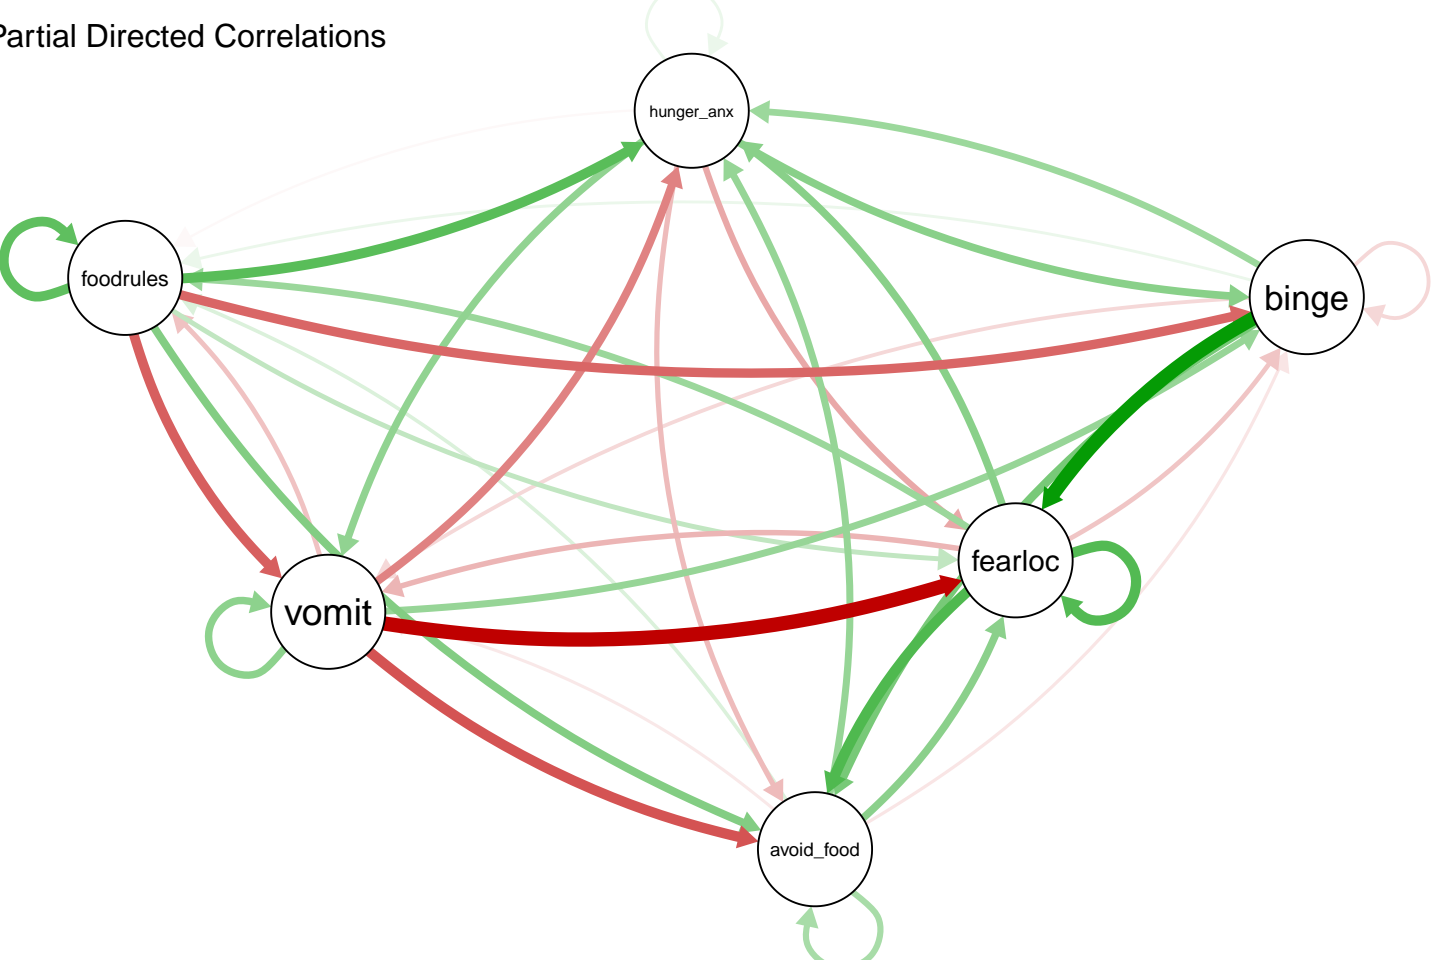 Partial Directed Correlations
hunger_anx
foodrules
binge
fearloc
vomit
avoid_food